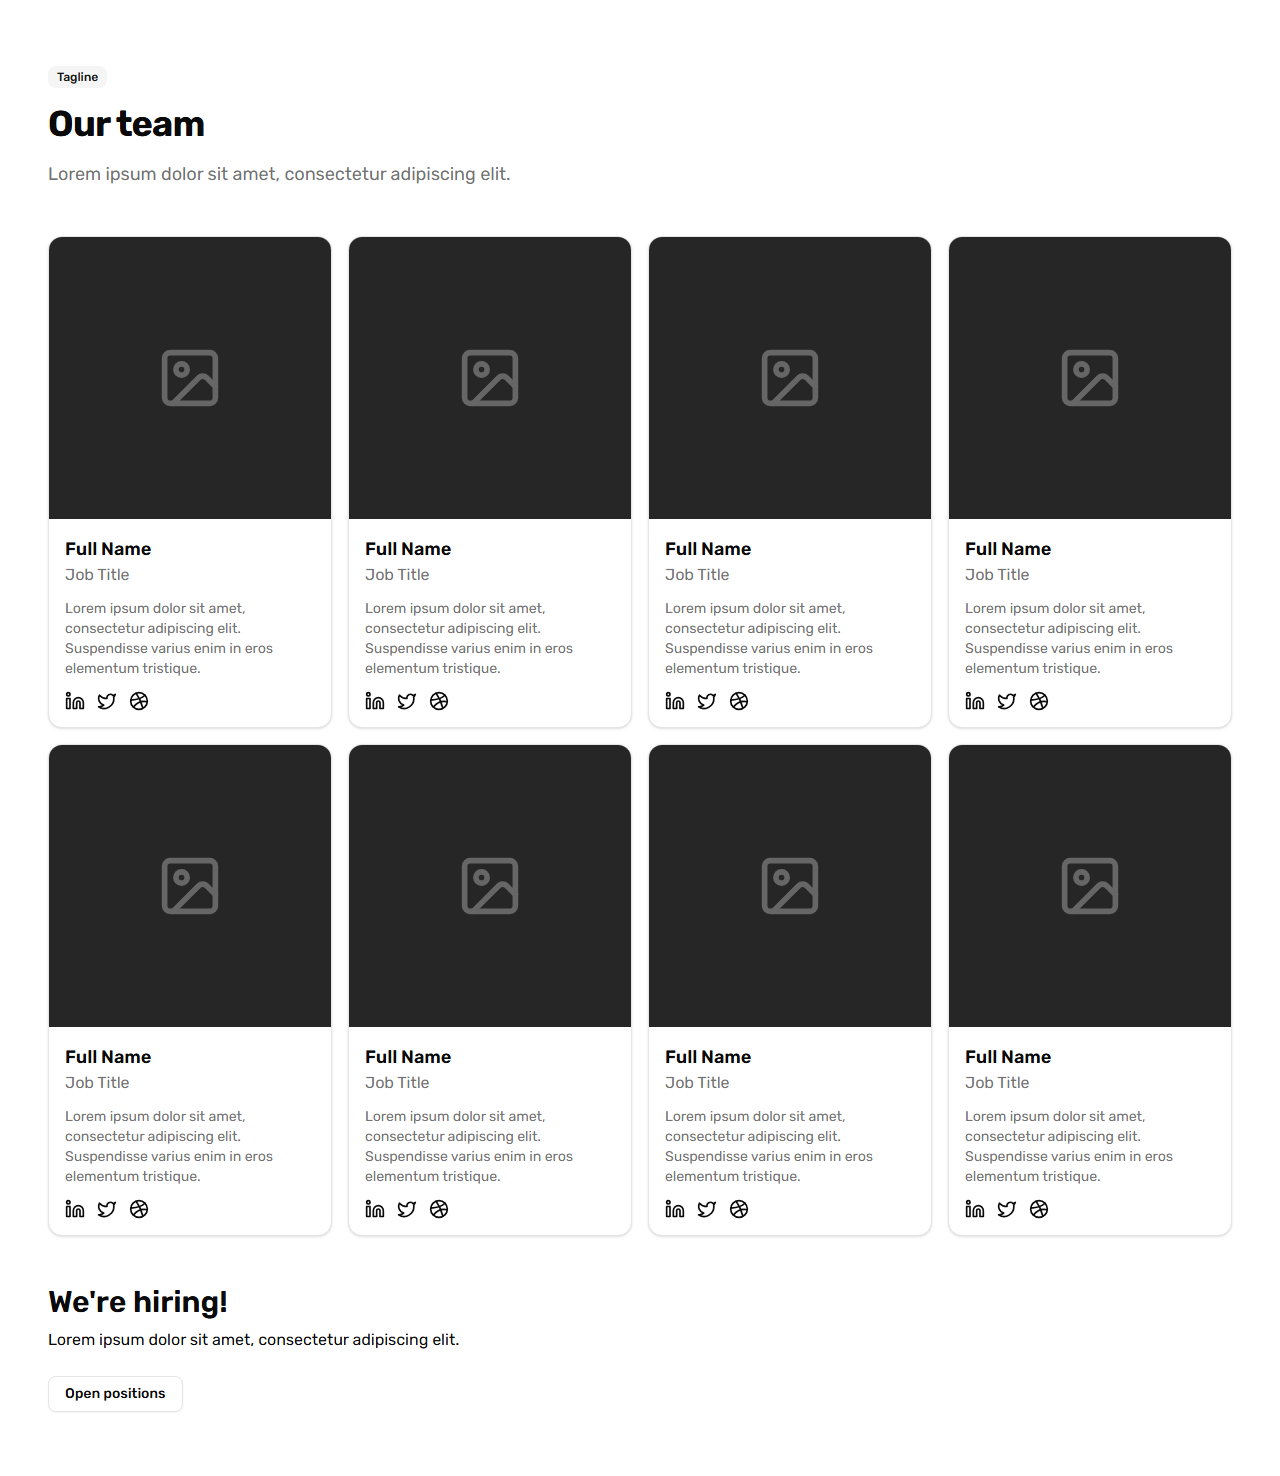 Tagline
Our team
Lorem ipsum dolor sit amet, consectetur adipiscing elit.
Full Name
Job Title
Lorem ipsum dolor sit amet,
consectetur adipiscing elit.
Suspendisse varius enim in eros
elementum tristique.
Full Name
Job Title
Lorem ipsum dolor sit amet,
consectetur adipiscing elit.
Suspendisse varius enim in eros
elementum tristique.
Full Name
Job Title
Lorem ipsum dolor sit amet,
consectetur adipiscing elit.
Suspendisse varius enim in eros
elementum tristique.
Full Name
Job Title
Lorem ipsum dolor sit amet,
consectetur adipiscing elit.
Suspendisse varius enim in eros
elementum tristique.
Full Name
Job Title
Lorem ipsum dolor sit amet,
consectetur adipiscing elit.
Suspendisse varius enim in eros
elementum tristique.
Full Name
Job Title
Lorem ipsum dolor sit amet,
consectetur adipiscing elit.
Suspendisse varius enim in eros
elementum tristique.
Full Name
Job Title
Lorem ipsum dolor sit amet,
consectetur adipiscing elit.
Suspendisse varius enim in eros
elementum tristique.
Full Name
Job Title
Lorem ipsum dolor sit amet,
consectetur adipiscing elit.
Suspendisse varius enim in eros
elementum tristique.
We're hiring!
Lorem ipsum dolor sit amet, consectetur adipiscing elit.
Open positions